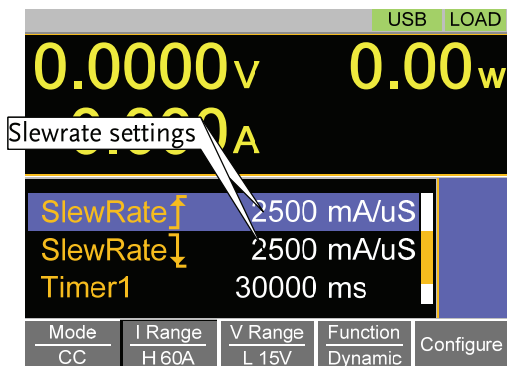 USB LOAD
0.0000V 0.00W
A
Slewrate settings
SlewRate 2500 mA/uS
SlewRate 2500 mA/uS
Timer1 30000 ms
Mode I Range V Range Function Configure
CC H 60A L 15V Dynamic